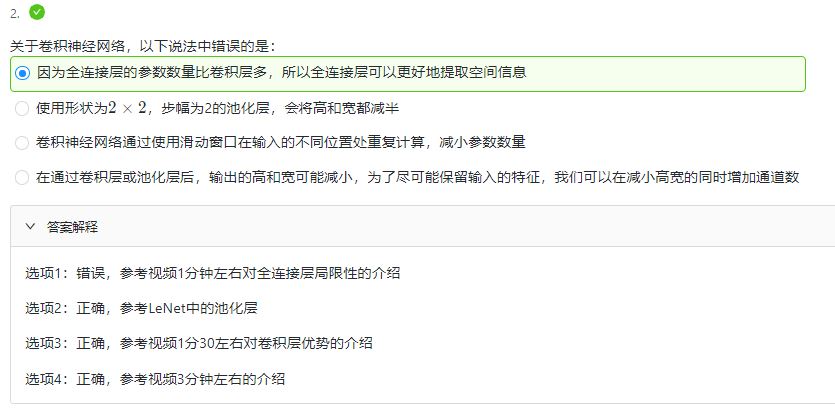 2.
关于卷积神经网络，以下说法中错误的是：
因为全连接层的参数数量比卷积层多，所以全连接层可以更好地提取空间信息
使用形状为2 × 2，步幅为2的池化层，会将高和宽都减半
卷积神经网络通过使用滑动窗口在输入的不同位置处重复计算，减小参数数量
在通过卷积层或池化层后，输出的高和宽可能减小，为了尽可能保留输入的特征，我们可以在减小高宽的同时增加通道数
答案解释
选项1：错误，参考视频1分钟左右对全连接层局限性的介绍
选项2：正确，参考LeNet中的池化层
选项3：正确，参考视频1分30左右对卷积层优势的介绍
选项4：正确，参考视频3分钟左右的介绍